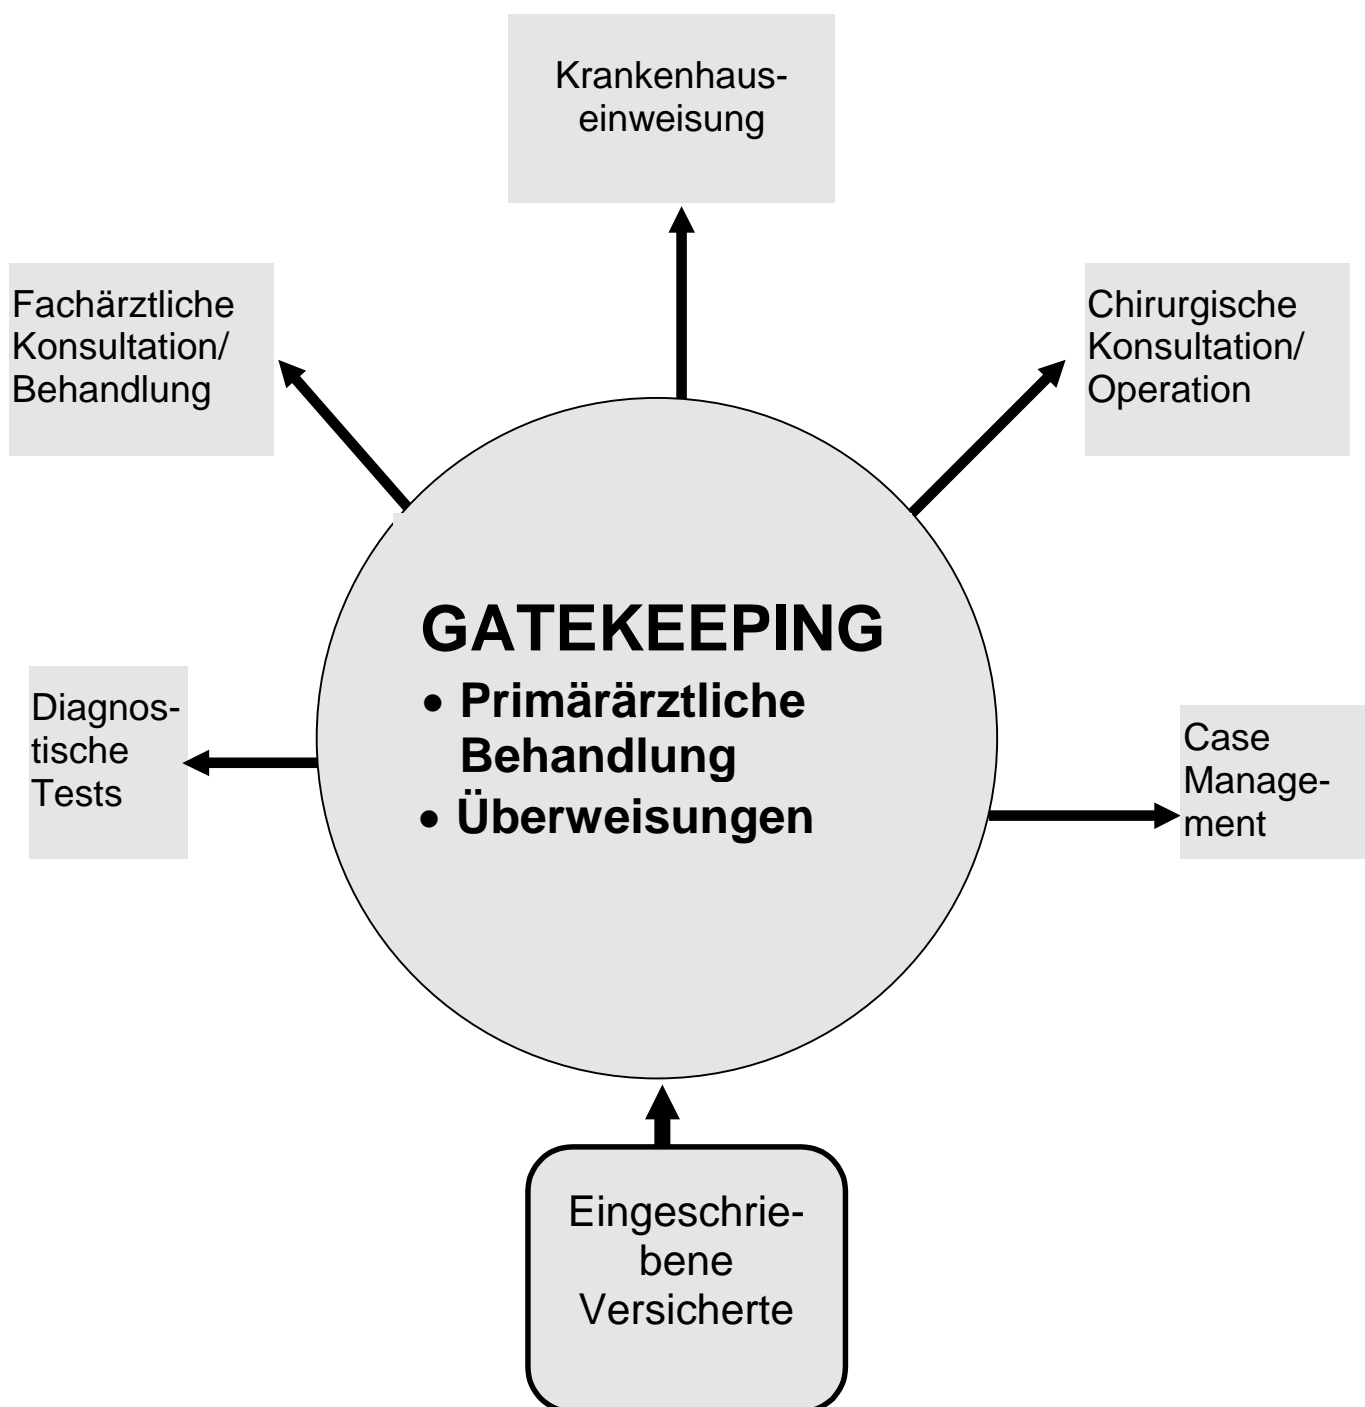 Krankenhaus-
einweisung
Fachärztliche
Konsultation/
Behandlung
Chirurgische
Konsultation/
Operation
GATEKEEPING
• Primärärztliche
Behandlung
• Überweisungen
Diagnos-
tische
Tests
Case
Manage-
ment
Eingeschrie-
bene
Versicherte